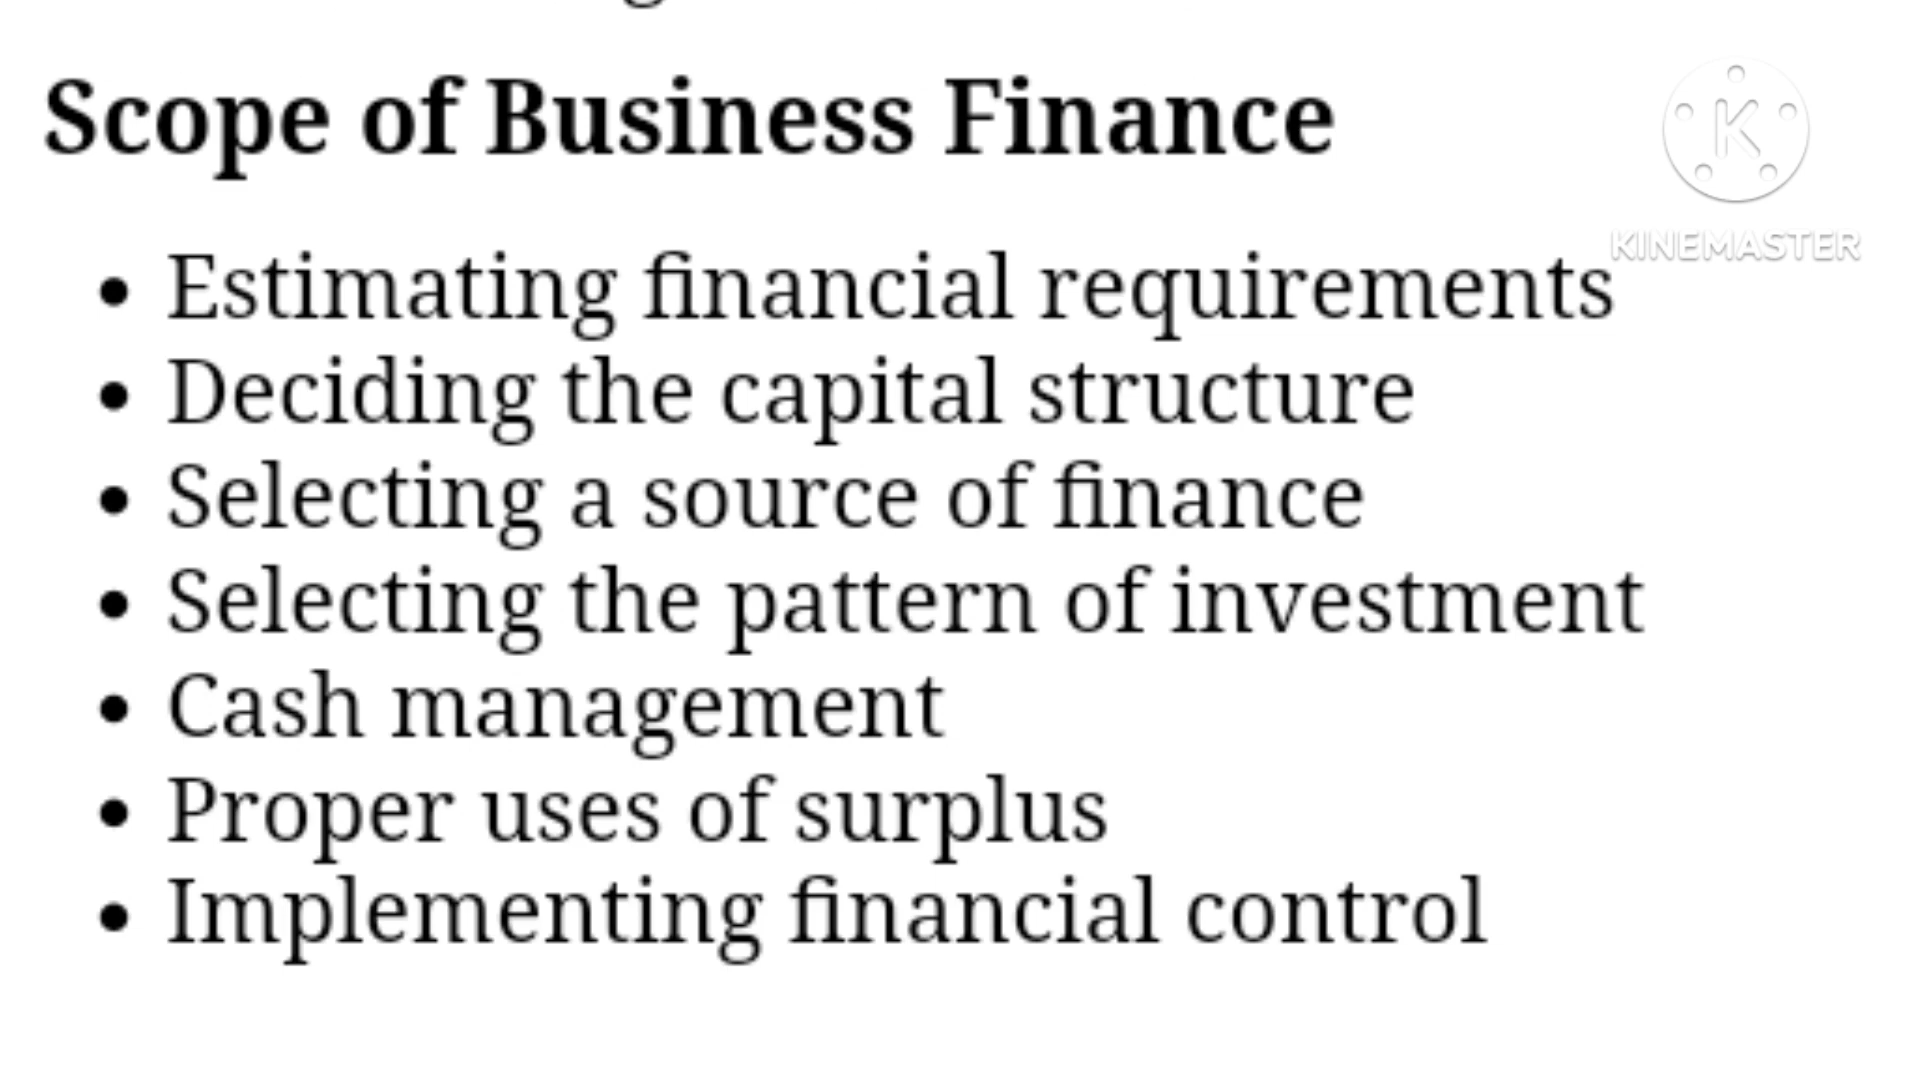 Scope of Business Finance
K
KINEMASTER
• Estimating financial requirements
• Deciding the capital structure
• Selecting a source of finance
• Selecting the pattern of investment
• Cash management
• Proper uses of surplus
• Implementing financial control